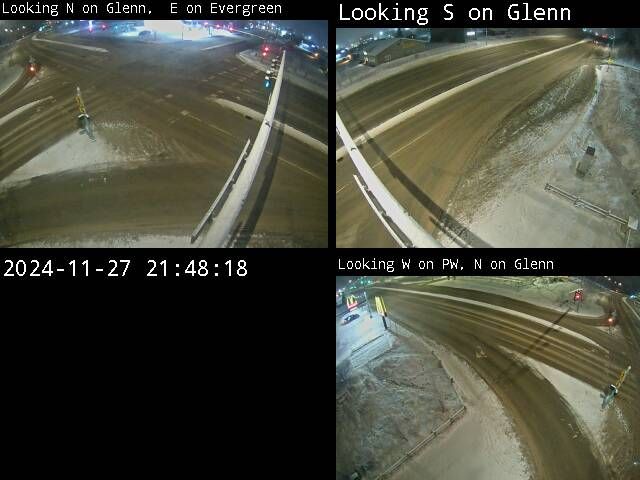 Looking N on Glenn,  E on Evergreen
Looking S on Glenn
2024-11-27 21:48:18
Looking W on PW, N on Glenn